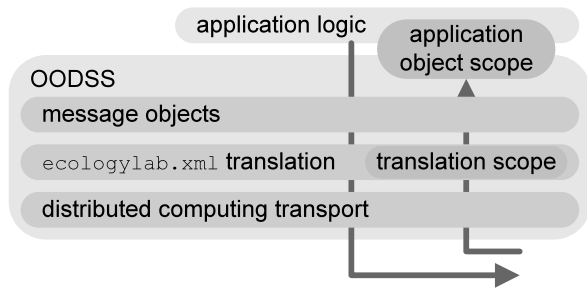 application logic
application
object scope
OODSS
message objects
ecologylab.xml translation
translation scope
distributed computing transport